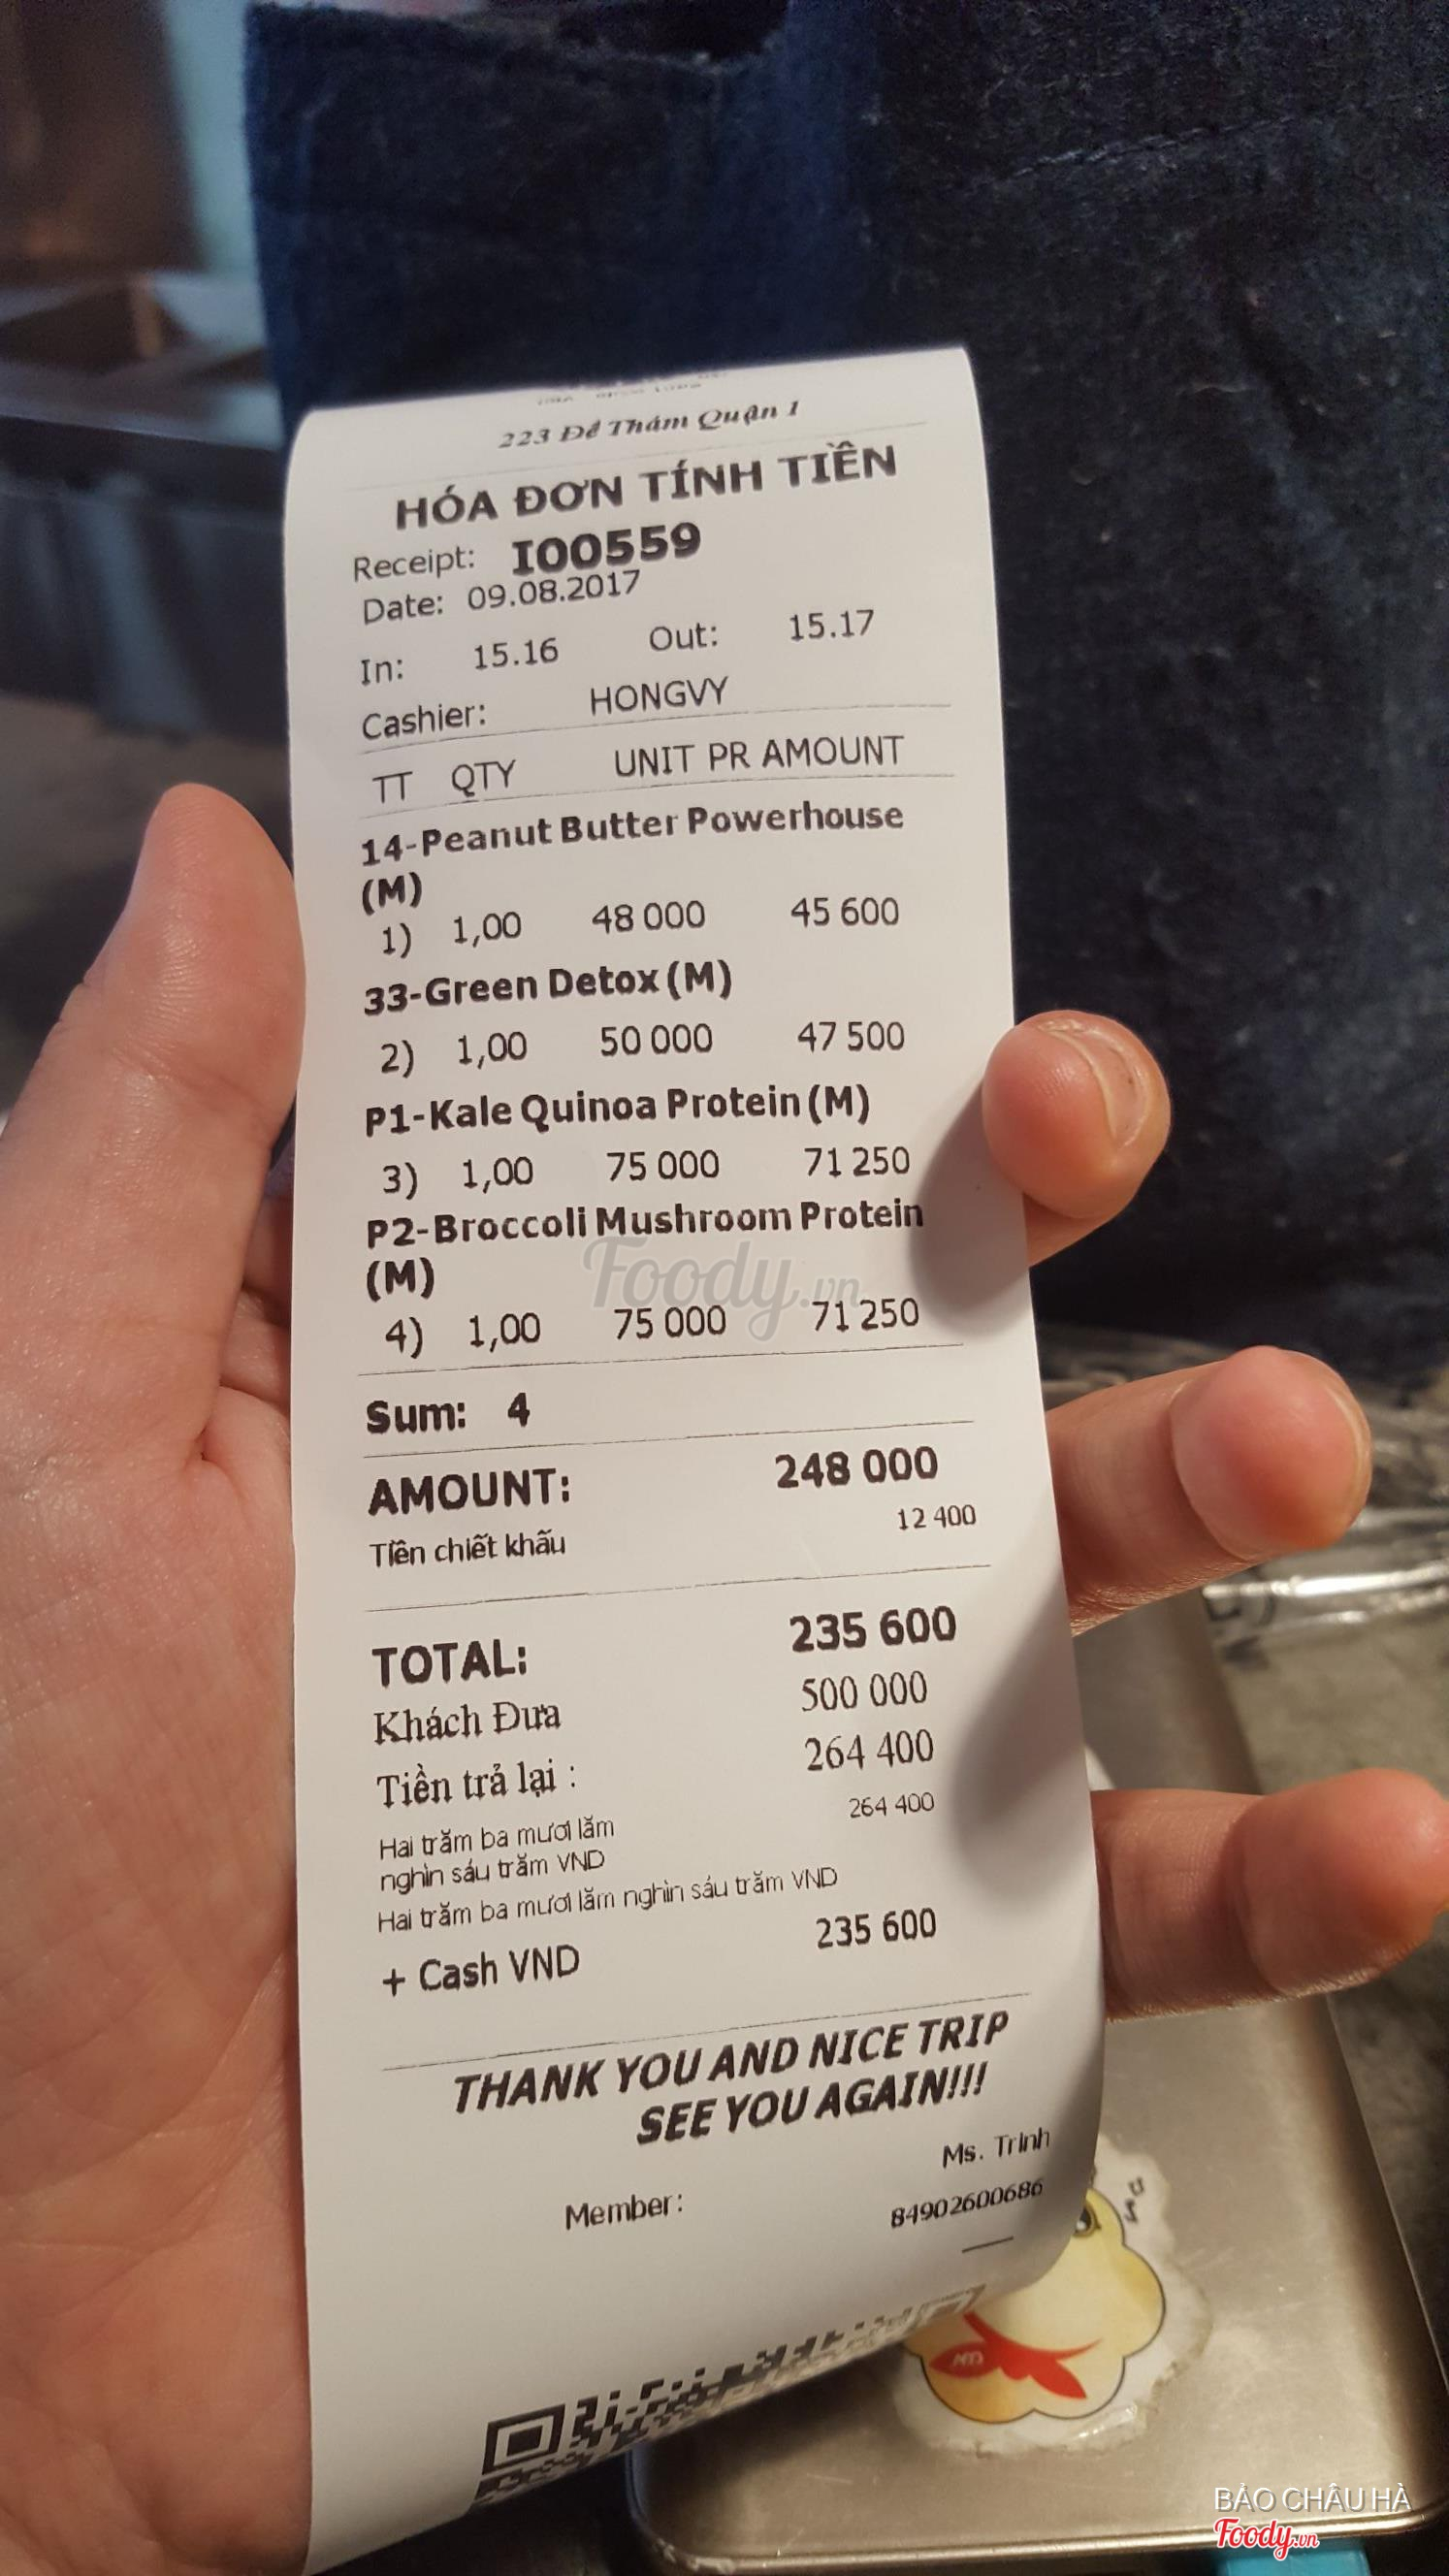 223 Đề Thám Quận 1
HÓA ĐƠN TÍNH TIỀN
Receipt: I00559
Date: 09.08.2017
In: 15.16 Out: 15.17
Cashier: HONGVY
TT QTY UNIT PR AMOUNT
14-Peanut Butter Powerhouse
(M)
1) 1,00 48 000 45 600
33-Green Detox (M)
2) 1,00 50 000 47 500
P1-Kale Quinoa Protein (M)
3) 1,00 75 000 71 250
P2-Broccoli Mushroom Protein
(M)
4) 1,00 75 000 71 250
Sum: 4
AMOUNT: 248 000
Tiền chiết khấu 12 400
TOTAL: 235 600
Khách Đưa 500 000
Tiền trả lại : 264 400
264 400
Hai trăm ba mươi lăm
nghìn sáu trăm VND
Hai trăm ba mươi lăm nghìn sáu trăm VND
+ Cash VND 235 600
THANK YOU AND NICE TRIP
SEE YOU AGAIN!!!
Ms. Trinh
Member: 84902600686
Foody.vn
BẢO CHÂU HÀ
Foody.vn